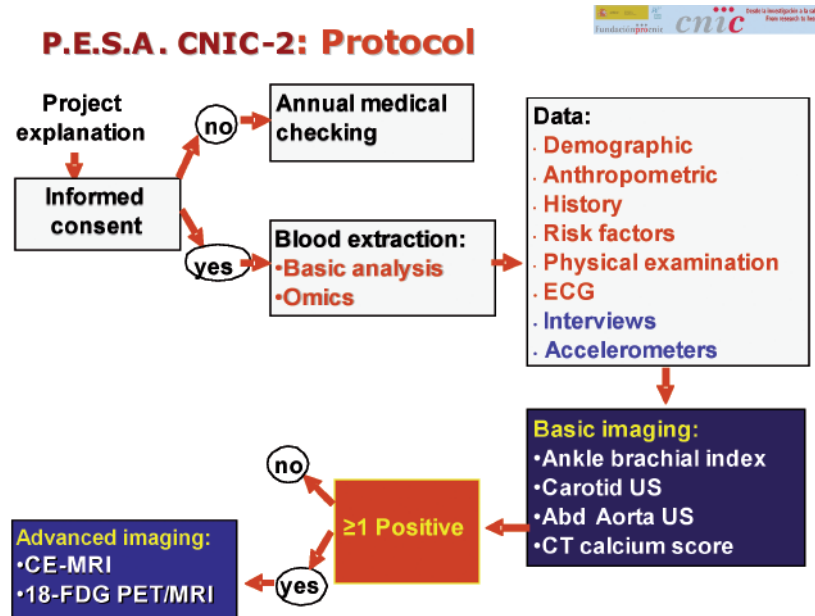 P.E.S.A. CNIC-2: Protocol
Fundación procnic
cnic
Project
explanation
no
Annual medical
checking
Informed
consent
yes
Blood extraction:
•Basic analysis
•Omics
Data:
· Demographic
· Anthropometric
· History
· Risk factors
· Physical examination
· ECG
· Interviews
· Accelerometers
Basic imaging:
•Ankle brachial index
•Carotid US
•Abd Aorta US
•CT calcium score
≥1 Positive
no
yes
Advanced imaging:
•CE-MRI
•18-FDG PET/MRI